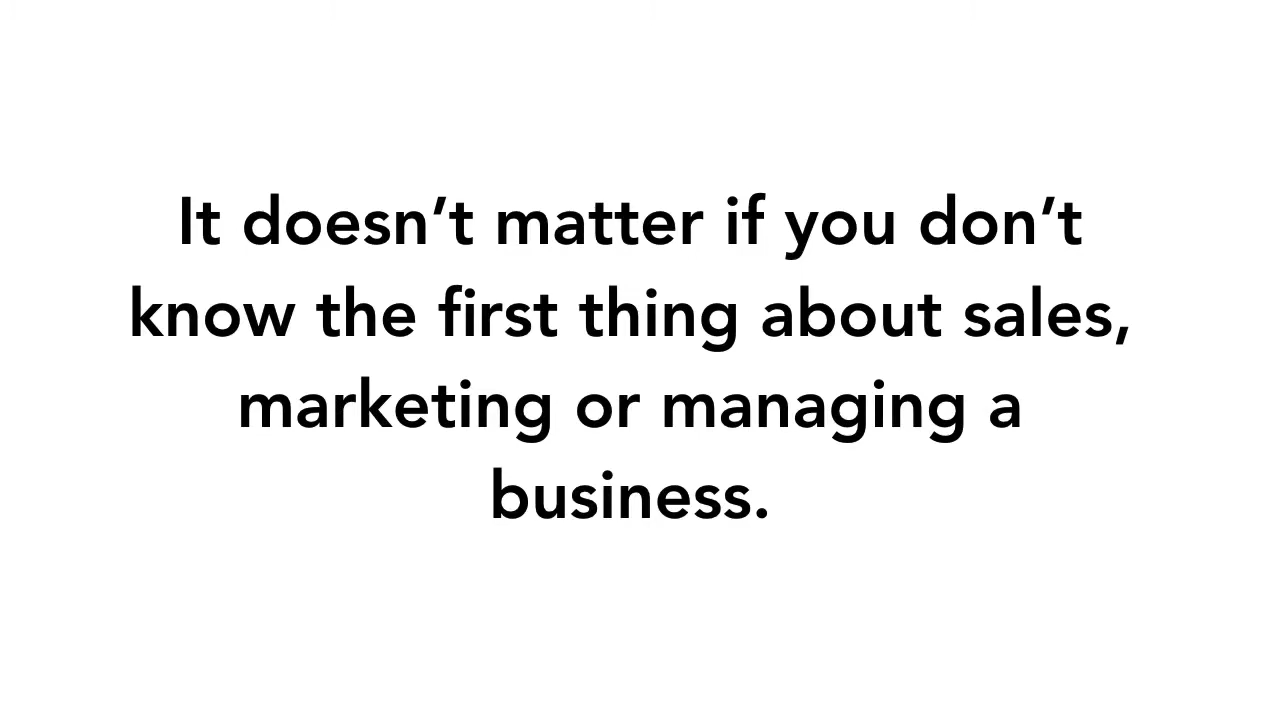 It doesn’t matter if you don’t
know the first thing about sales,
marketing or managing a
business.